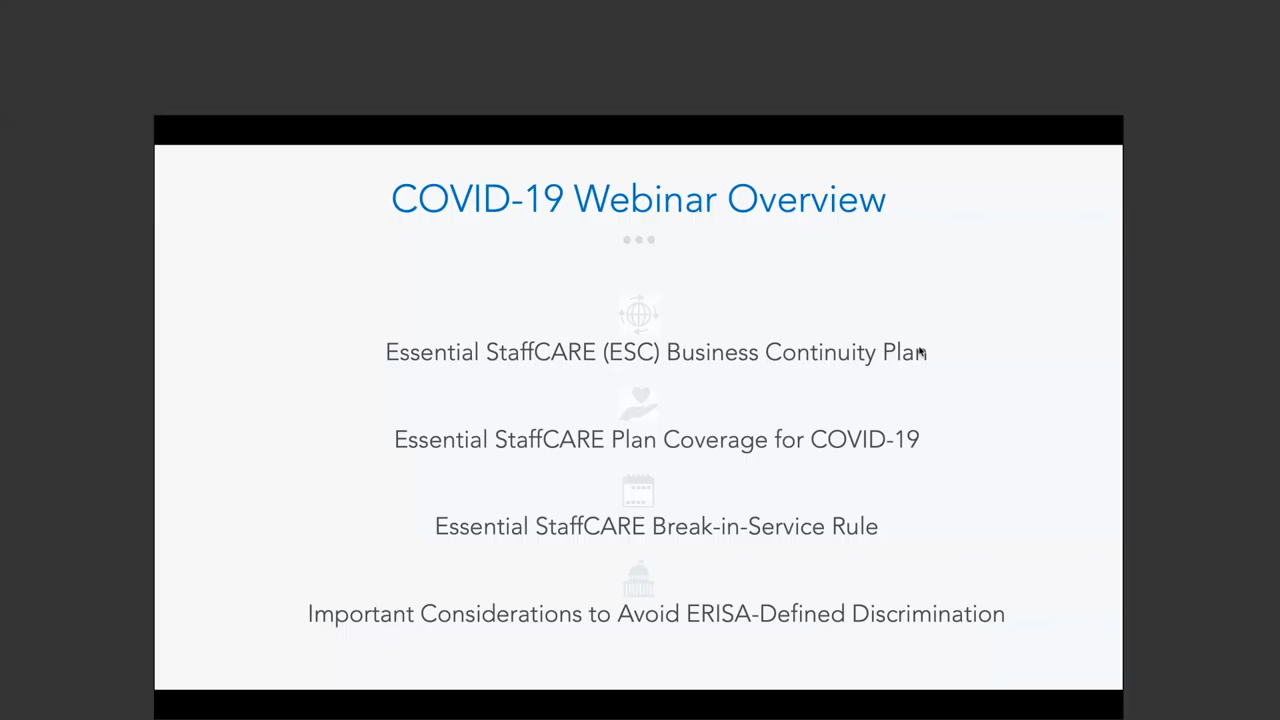 COVID-19 Webinar Overview
Essential StaffCARE (ESC) Business Continuity Plan
Essential StaffCARE Plan Coverage for COVID-19
Essential StaffCARE Break-in-Service Rule
Important Considerations to Avoid ERISA-Defined Discrimination